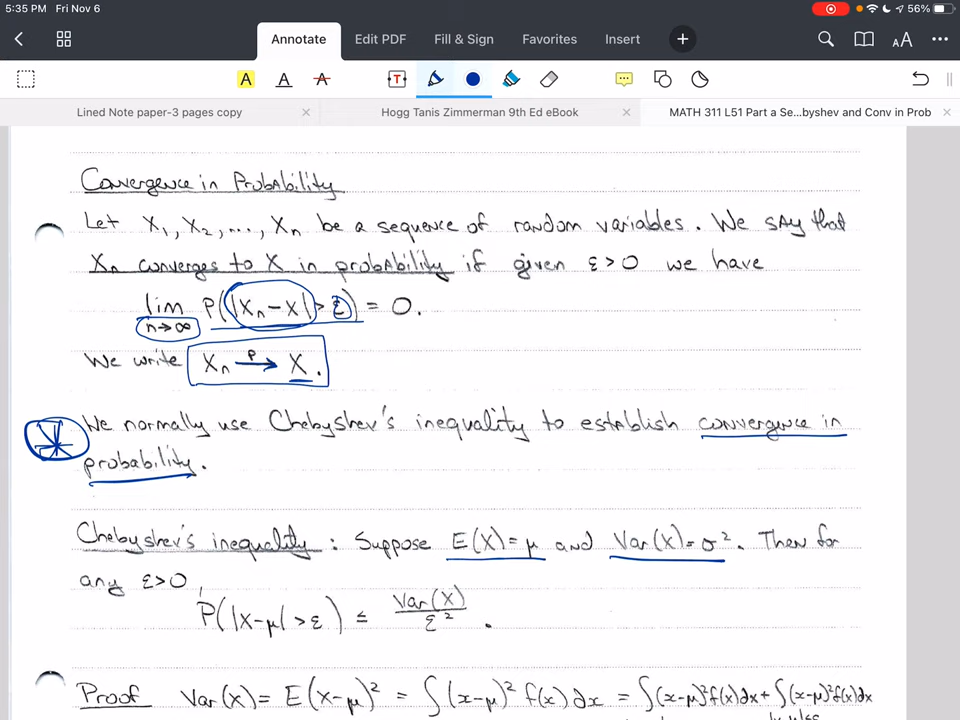 5:35 PM Fri Nov 6
56%
Annotate Edit PDF Fill & Sign Favorites Insert
Lined Note paper-3 pages copy
Hogg Tanis Zimmerman 9th Ed eBook
MATH 311 L51 Part a Se...byshev and Conv in Prob
Convergence in Probability
Let X₁, X₂, ..., Xₙ be a sequence of random variables. We say that
Xₙ converges to X in probability if given ε>0 we have
lim P(|Xₙ-X|>ε) = 0.
n→∞
We write Xₙ →ᵖ X.
We normally use Chebyshev's inequality to establish convergence in
probability.
Chebyshev's inequality: Suppose E(X)=μ and Var(X)=σ². Then for
any ε>0,
P(|X-μ|>ε) ≤ Var(X)/ε².
Proof Var(X) = E(X-μ)² = ∫(x-μ)² f(x)dx = ∫(x-μ)²f(x)dx + ∫(x-μ)²f(x)dx